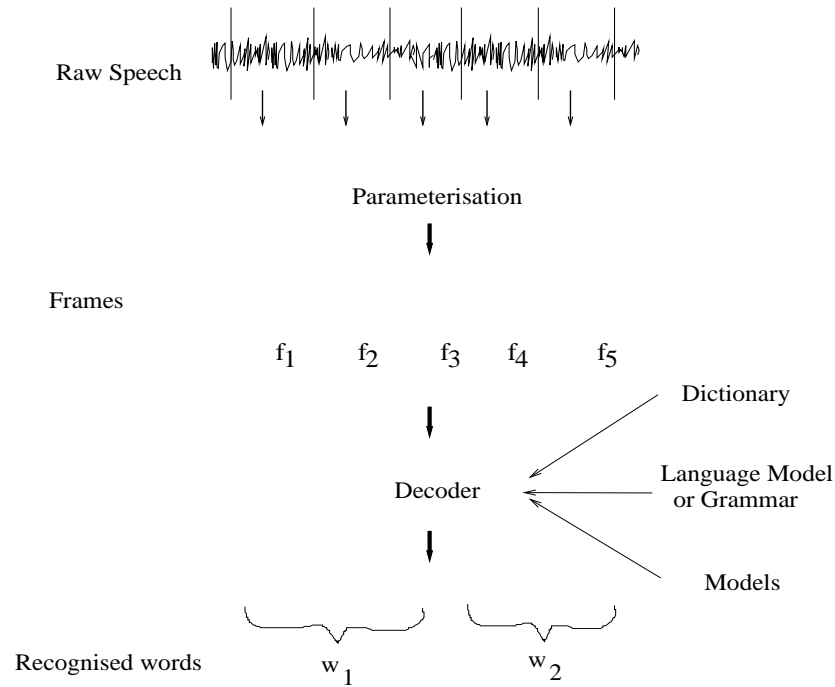 Raw Speech
Parameterisation
Frames
f1 f2 f3 f4 f5
Dictionary
Language Model
or Grammar
Decoder
Models
Recognised words
w1 w2